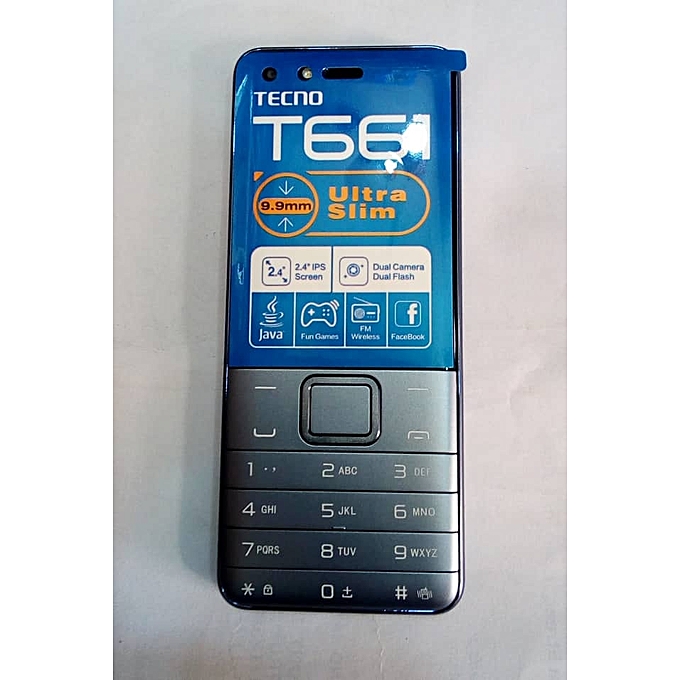 TECNO
T661
9.9mm
Ultra
Slim
2.4"
2.4" IPS
Screen
Dual Camera
Dual Flash
Java
Fun Games
FM
Wireless
f
FaceBook
1 . ,
2 ABC
3 DEF
4 GHI
5 JKL
6 MNO
7 PQRS
8 TUV
9 WXYZ
*
0
#